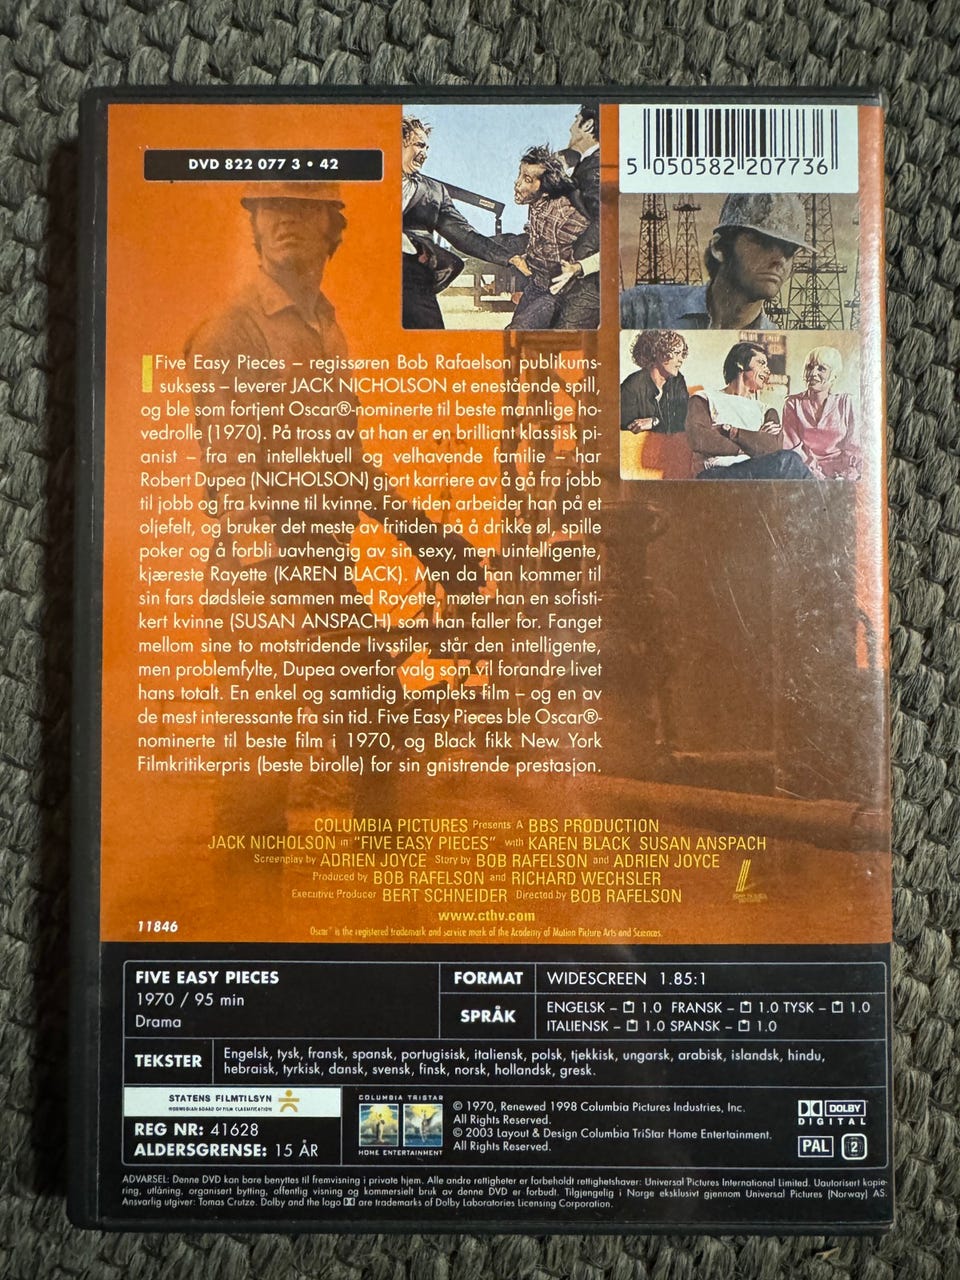 DVD 822 077 3 • 42
5 050582 207736
Five Easy Pieces – regissøren Bob Rafaelson publikums-
suksess – leverer JACK NICHOLSON et enestående spill,
og ble som fortjent Oscar®-nominerte til beste mannlige ho-
vedrolle (1970). På tross av at han er en brilliant klassisk pi-
anist – fra en intellektuell og velhavende familie – har
Robert Dupea (NICHOLSON) gjort karriere av å gå fra jobb
til jobb og fra kvinne til kvinne. For tiden arbeider han på et
oljefelt, og bruker det meste av fritiden på å drikke øl, spille
poker og å forbli uavhengig av sin sexy, men uintelligente,
kjæreste Rayette (KAREN BLACK). Men da han kommer til
sin fars dødsleie sammen med Rayette, møter han en sofisti-
kert kvinne (SUSAN ANSPACH) som han faller for. Fanget
mellom sine to motstridende livsstiler, står den intelligente,
men problemfylte, Dupea overfor valg som vil forandre livet
hans totalt. En enkel og samtidig kompleks film – og en av
de mest interessante fra sin tid. Five Easy Pieces ble Oscar®-
nominerte til beste film i 1970, og Black fikk New York
Filmkritikerpris (beste birolle) for sin gnistrende prestasjon.
COLUMBIA PICTURES Presents A BBS PRODUCTION
JACK NICHOLSON in "FIVE EASY PIECES" with KAREN BLACK SUSAN ANSPACH
Screenplay by ADRIEN JOYCE Story by BOB RAFELSON and ADRIEN JOYCE
Produced by BOB RAFELSON and RICHARD WECHSLER
Executive Producer BERT SCHNEIDER Directed by BOB RAFELSON
www.cthv.com
11846
Oscar® is the registered trademark and service mark of the Academy of Motion Picture Arts and Sciences.
FIVE EASY PIECES
1970 / 95 min
Drama
FORMAT WIDESCREEN 1.85:1
SPRÅK ENGELSK – 1.0 FRANSK – 1.0 TYSK – 1.0
ITALIENSK – 1.0 SPANSK – 1.0
TEKSTER Engelsk, tysk, fransk, spansk, portugisisk, italiensk, polsk, tjekkisk, ungarsk, arabisk, islandsk, hindu,
hebraisk, tyrkisk, dansk, svensk, finsk, norsk, hollandsk, gresk.
STATENS FILMTILSYN
NORWEGIAN BOARD OF FILM CLASSIFICATION
REG NR: 41628
ALDERSGRENSE: 15 ÅR
COLUMBIA TRISTAR
HOME ENTERTAINMENT
© 1970, Renewed 1998 Columbia Pictures Industries, Inc.
All Rights Reserved.
© 2003 Layout & Design Columbia TriStar Home Entertainment.
All Rights Reserved.
DOLBY
DIGITAL
PAL 2
ADVARSEL: Denne DVD kan bare benyttes til fremvisning i private hjem. Alle andre rettigheter er forbeholdt rettighetshaver: Universal Pictures International Limited. Uautorisert kopie-
ring, utlåning, organisert bytting, offentlig visning og kommersielt bruk av denne DVD er forbudt. Tilgjengelig i Norge eksklusivt gjennom Universal Pictures (Norway) AS.
Ansvarlig utgiver: Tomas Crutze. Dolby and the logo are trademarks of Dolby Laboratories Licensing Corporation.